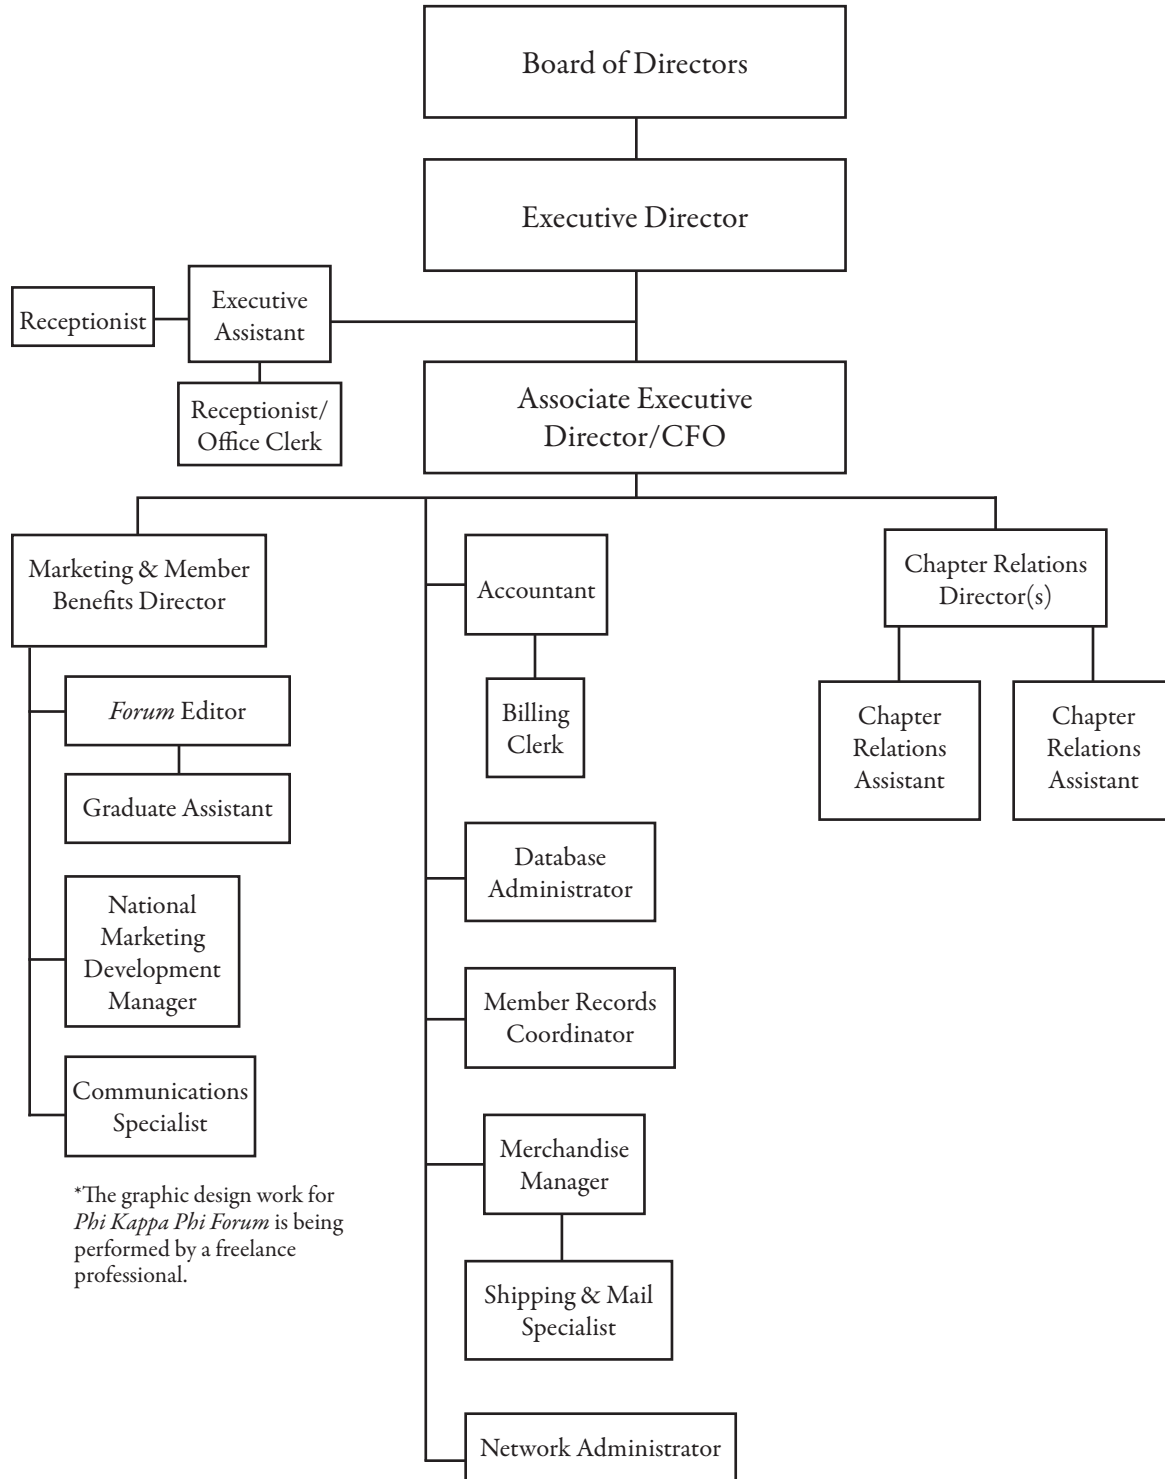 Board of Directors
Executive Director
Receptionist
Executive
Assistant
Receptionist/
Office Clerk
Associate Executive
Director/CFO
Marketing & Member
Benefits Director
Forum Editor
Graduate Assistant
National
Marketing
Development
Manager
Communications
Specialist
*The graphic design work for
Phi Kappa Phi Forum is being
performed by a freelance
professional.
Accountant
Billing
Clerk
Database
Administrator
Member Records
Coordinator
Merchandise
Manager
Shipping & Mail
Specialist
Network Administrator
Chapter Relations
Director(s)
Chapter
Relations
Assistant
Chapter
Relations
Assistant